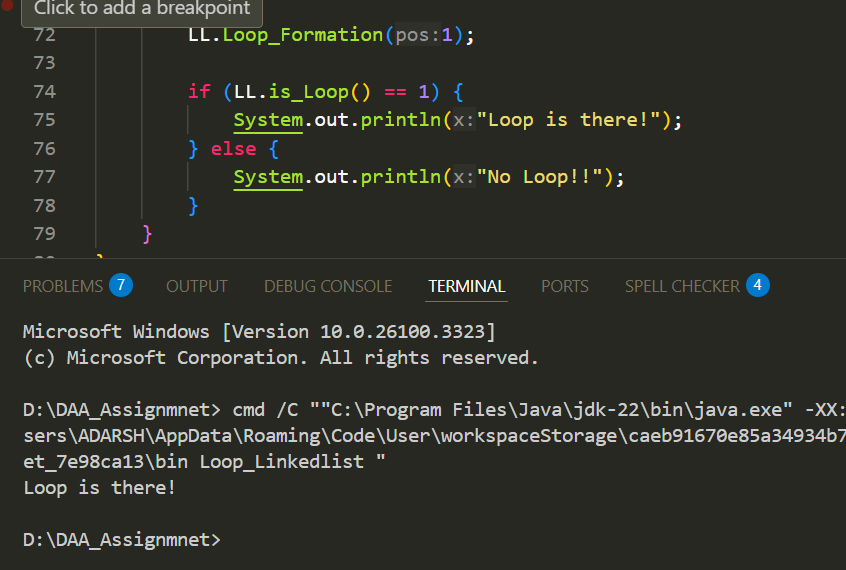 Click to add a breakpoint
72 LL.Loop_Formation(pos:1);
73
74 if (LL.is_Loop() == 1) {
75 System.out.println(x:"Loop is there!");
76 } else {
77 System.out.println(x:"No Loop!!");
78 }
79 }
PROBLEMS 7 OUTPUT DEBUG CONSOLE TERMINAL PORTS SPELL CHECKER 4
Microsoft Windows [Version 10.0.26100.3323]
(c) Microsoft Corporation. All rights reserved.
D:\DAA_Assignmnet> cmd /C ""C:\Program Files\Java\jdk-22\bin\java.exe" -XX:
sers\ADARSH\AppData\Roaming\Code\User\workspaceStorage\caeb91670e85a34934b7
et_7e98ca13\bin Loop_Linkedlist "
Loop is there!
D:\DAA_Assignmnet>